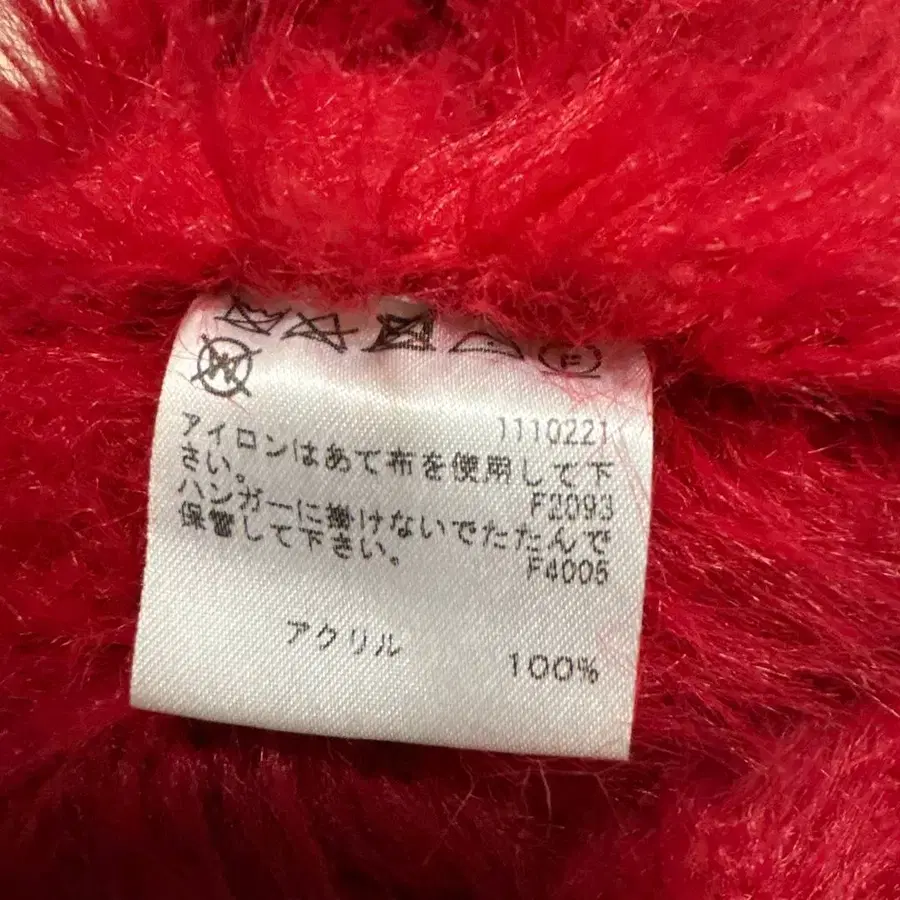 1110221
アイロンはあて布を使用して下
さい。
F2093
ハンガーに掛けないでたたんで
保管して下さい。
F4005
アクリル 100%